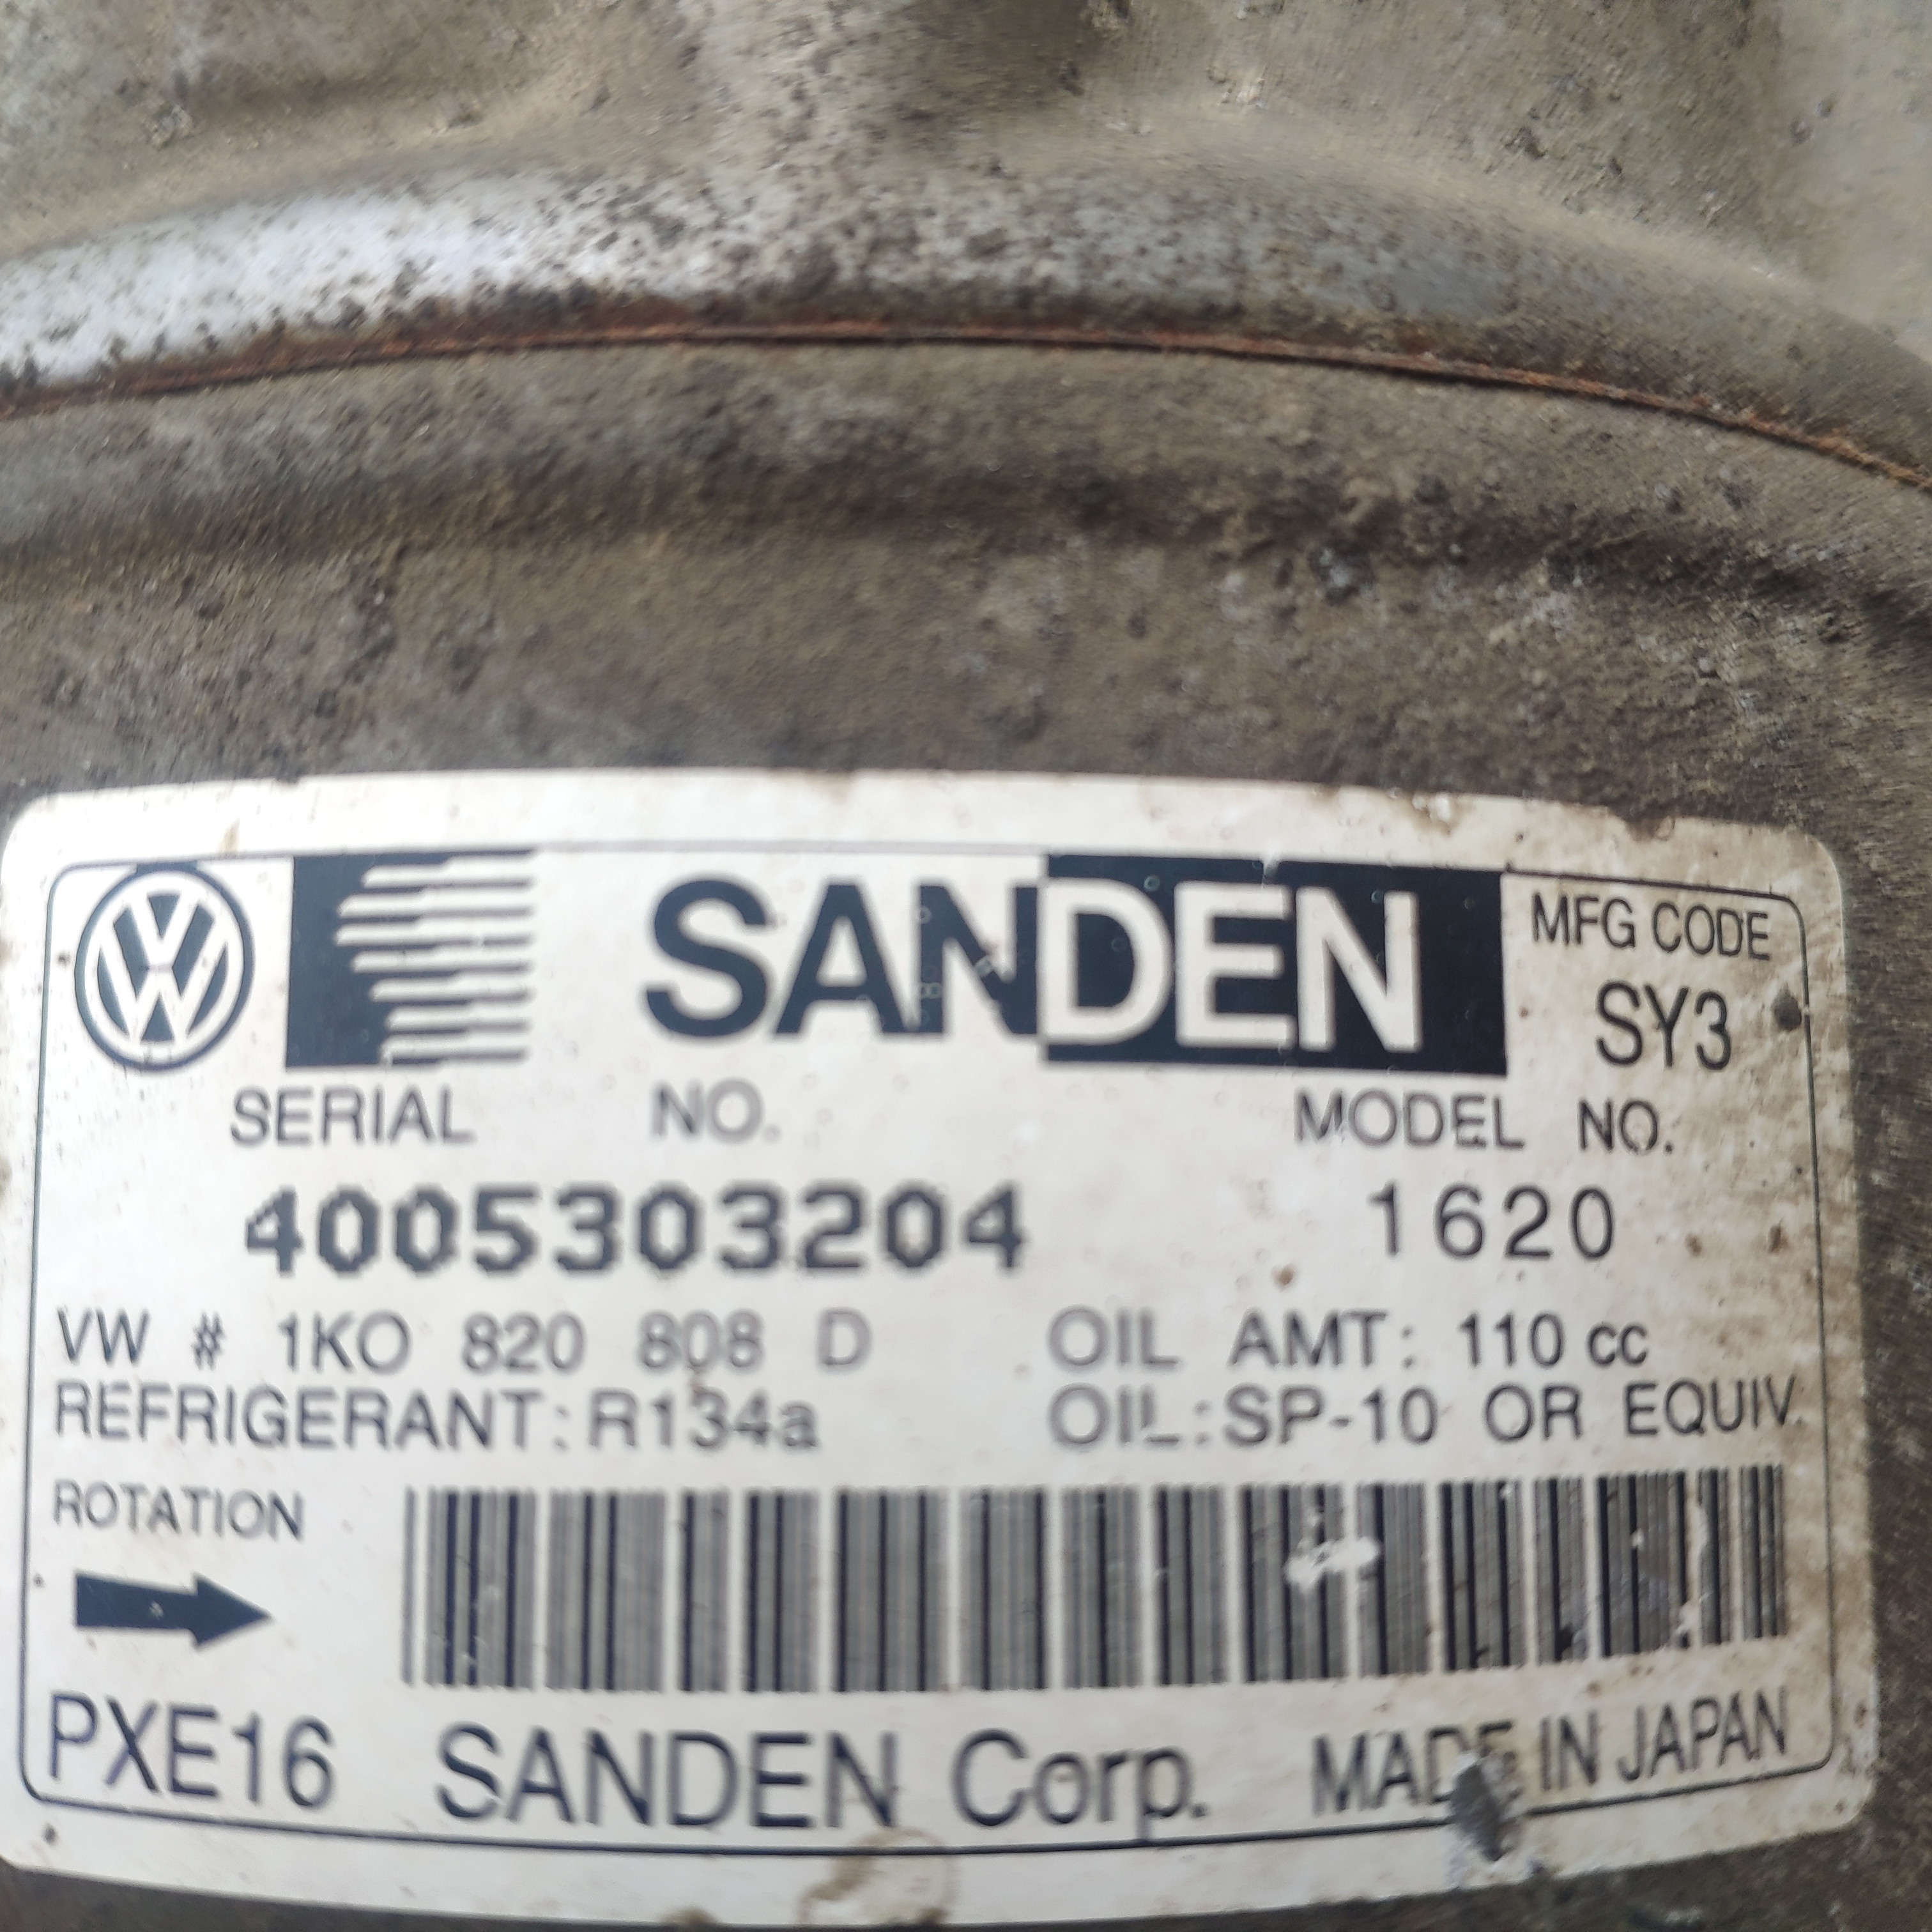 SANDEN MFG CODE
SY3
SERIAL NO. MODEL NO.
4005303204 1620
VW # 1KO 820 808 D OIL AMT: 110 cc
REFRIGERANT: R134a OIL:SP-10 OR EQUIV.
ROTATION
PXE16 SANDEN Corp. MADE IN JAPAN